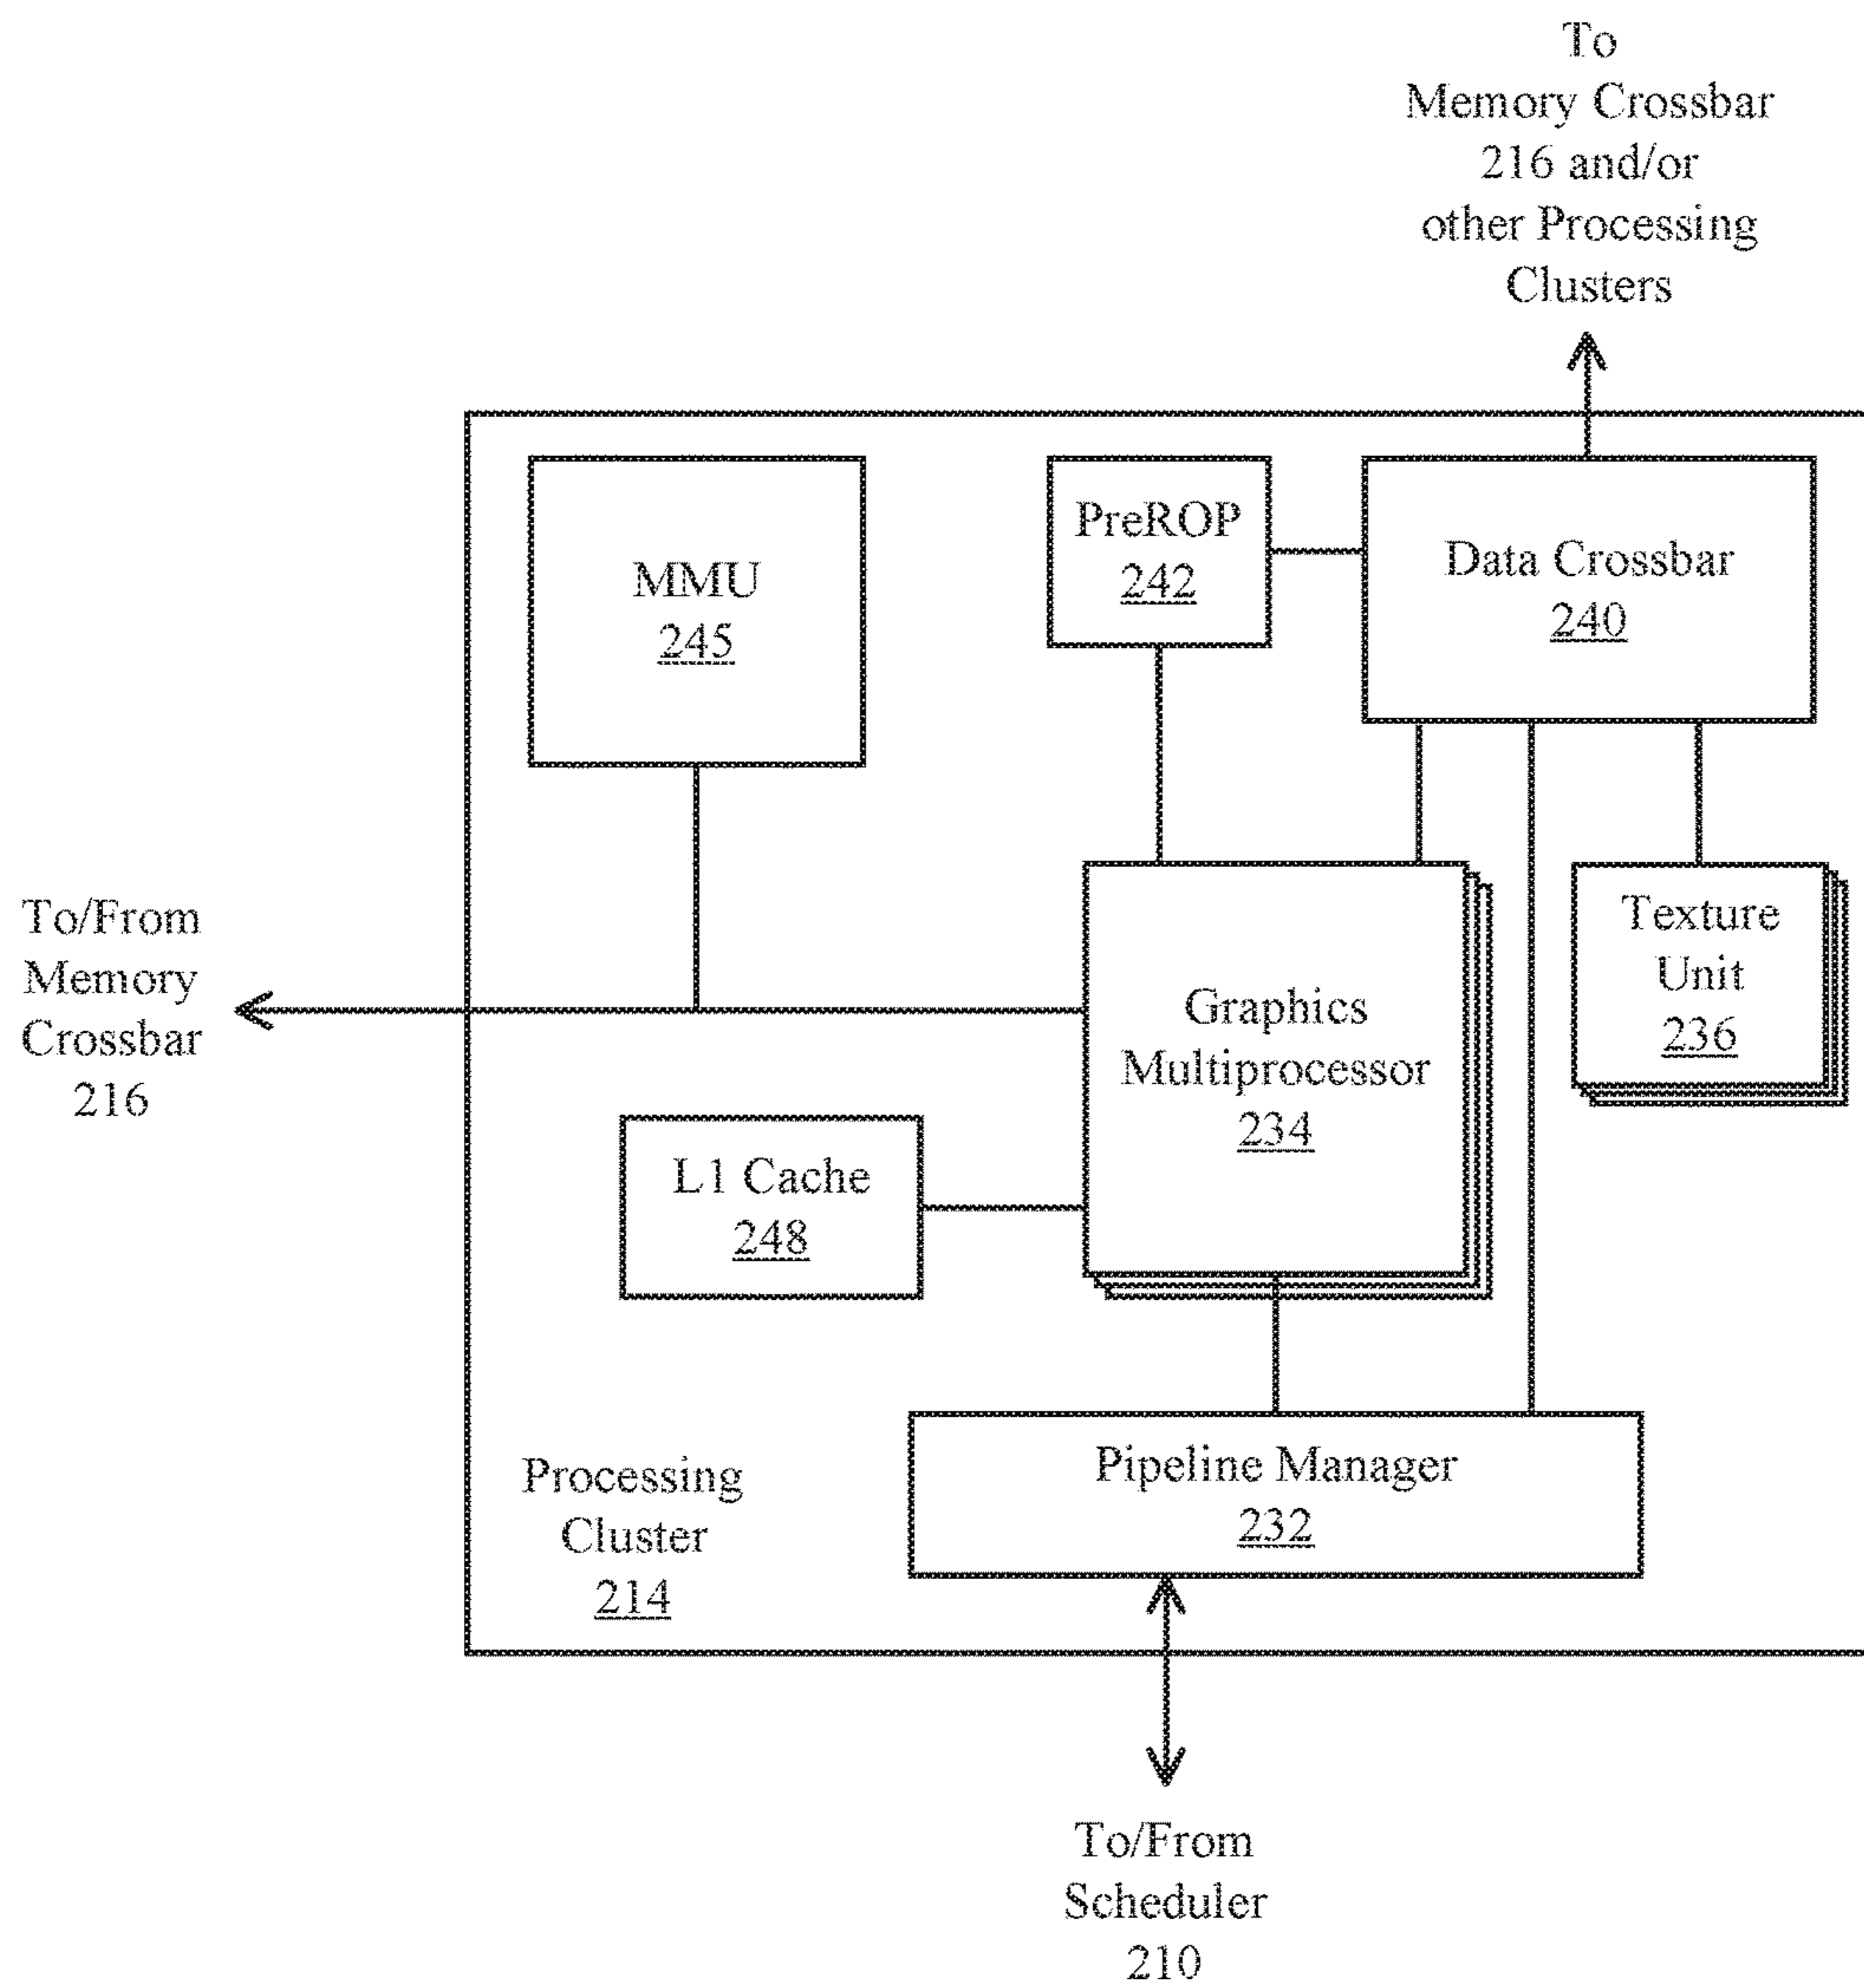 To
Memory Crossbar
216 and/or
other Processing
Clusters
MMU
245
PreROP
242
Data Crossbar
240
To/From
Memory
Crossbar
216
Graphics
Multiprocessor
234
Texture
Unit
236
L1 Cache
248
Processing
Cluster
214
Pipeline Manager
232
To/From
Scheduler
210